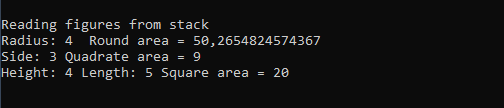 Reading figures from stack
Radius: 4  Round area = 50,2654824574367
Side: 3 Quadrate area = 9
Height: 4 Length: 5 Square area = 20